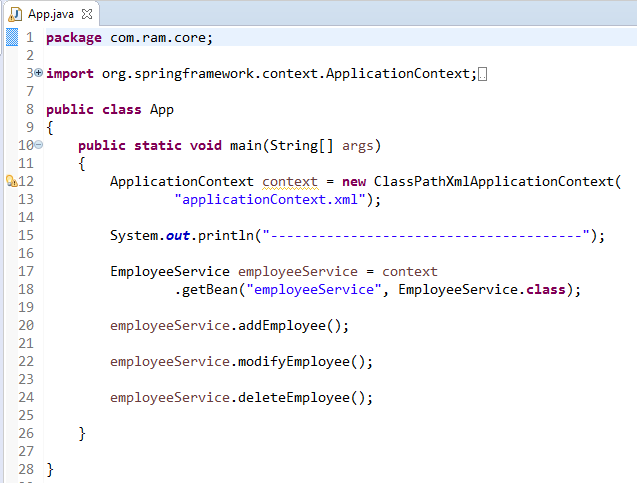 App.java
1 package com.ram.core;
2
3 import org.springframework.context.ApplicationContext;
7
8 public class App
9 {
10     public static void main(String[] args)
11     {
12         ApplicationContext context = new ClassPathXmlApplicationContext(
13                 "applicationContext.xml");
14
15         System.out.println("---------------------------------------");
16
17         EmployeeService employeeService = context
18                 .getBean("employeeService", EmployeeService.class);
19
20         employeeService.addEmployee();
21
22         employeeService.modifyEmployee();
23
24         employeeService.deleteEmployee();
25
26     }
27
28 }